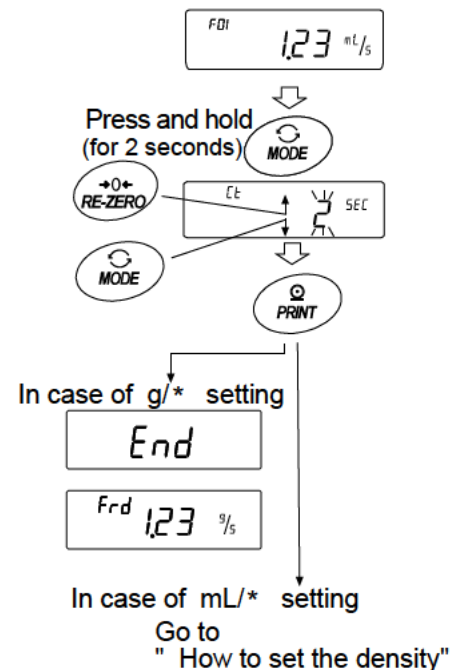 F01 1.23 mL/s
Press and hold
(for 2 seconds)
MODE
→0←
RE-ZERO
Ct 2 SEC
MODE
PRINT
In case of g/* setting
End
Frd 1.23 g/s
In case of mL/* setting
Go to
" How to set the density"